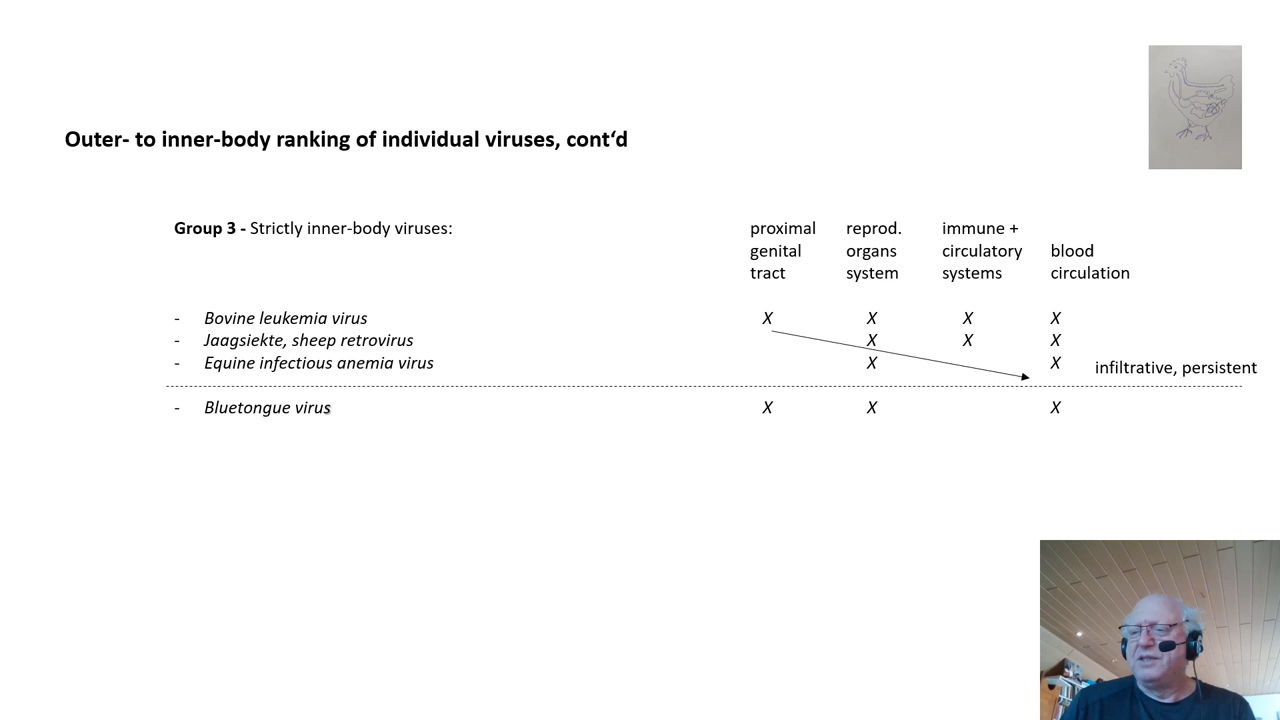 Outer- to inner-body ranking of individual viruses, cont‘d
Group 3 - Strictly inner-body viruses:
proximal genital tract
reprod. organs system
immune + circulatory systems
blood circulation
- Bovine leukemia virus X X X X
- Jaagsiekte, sheep retrovirus X X X
- Equine infectious anemia virus X X
infiltrative, persistent
- Bluetongue virus X X X